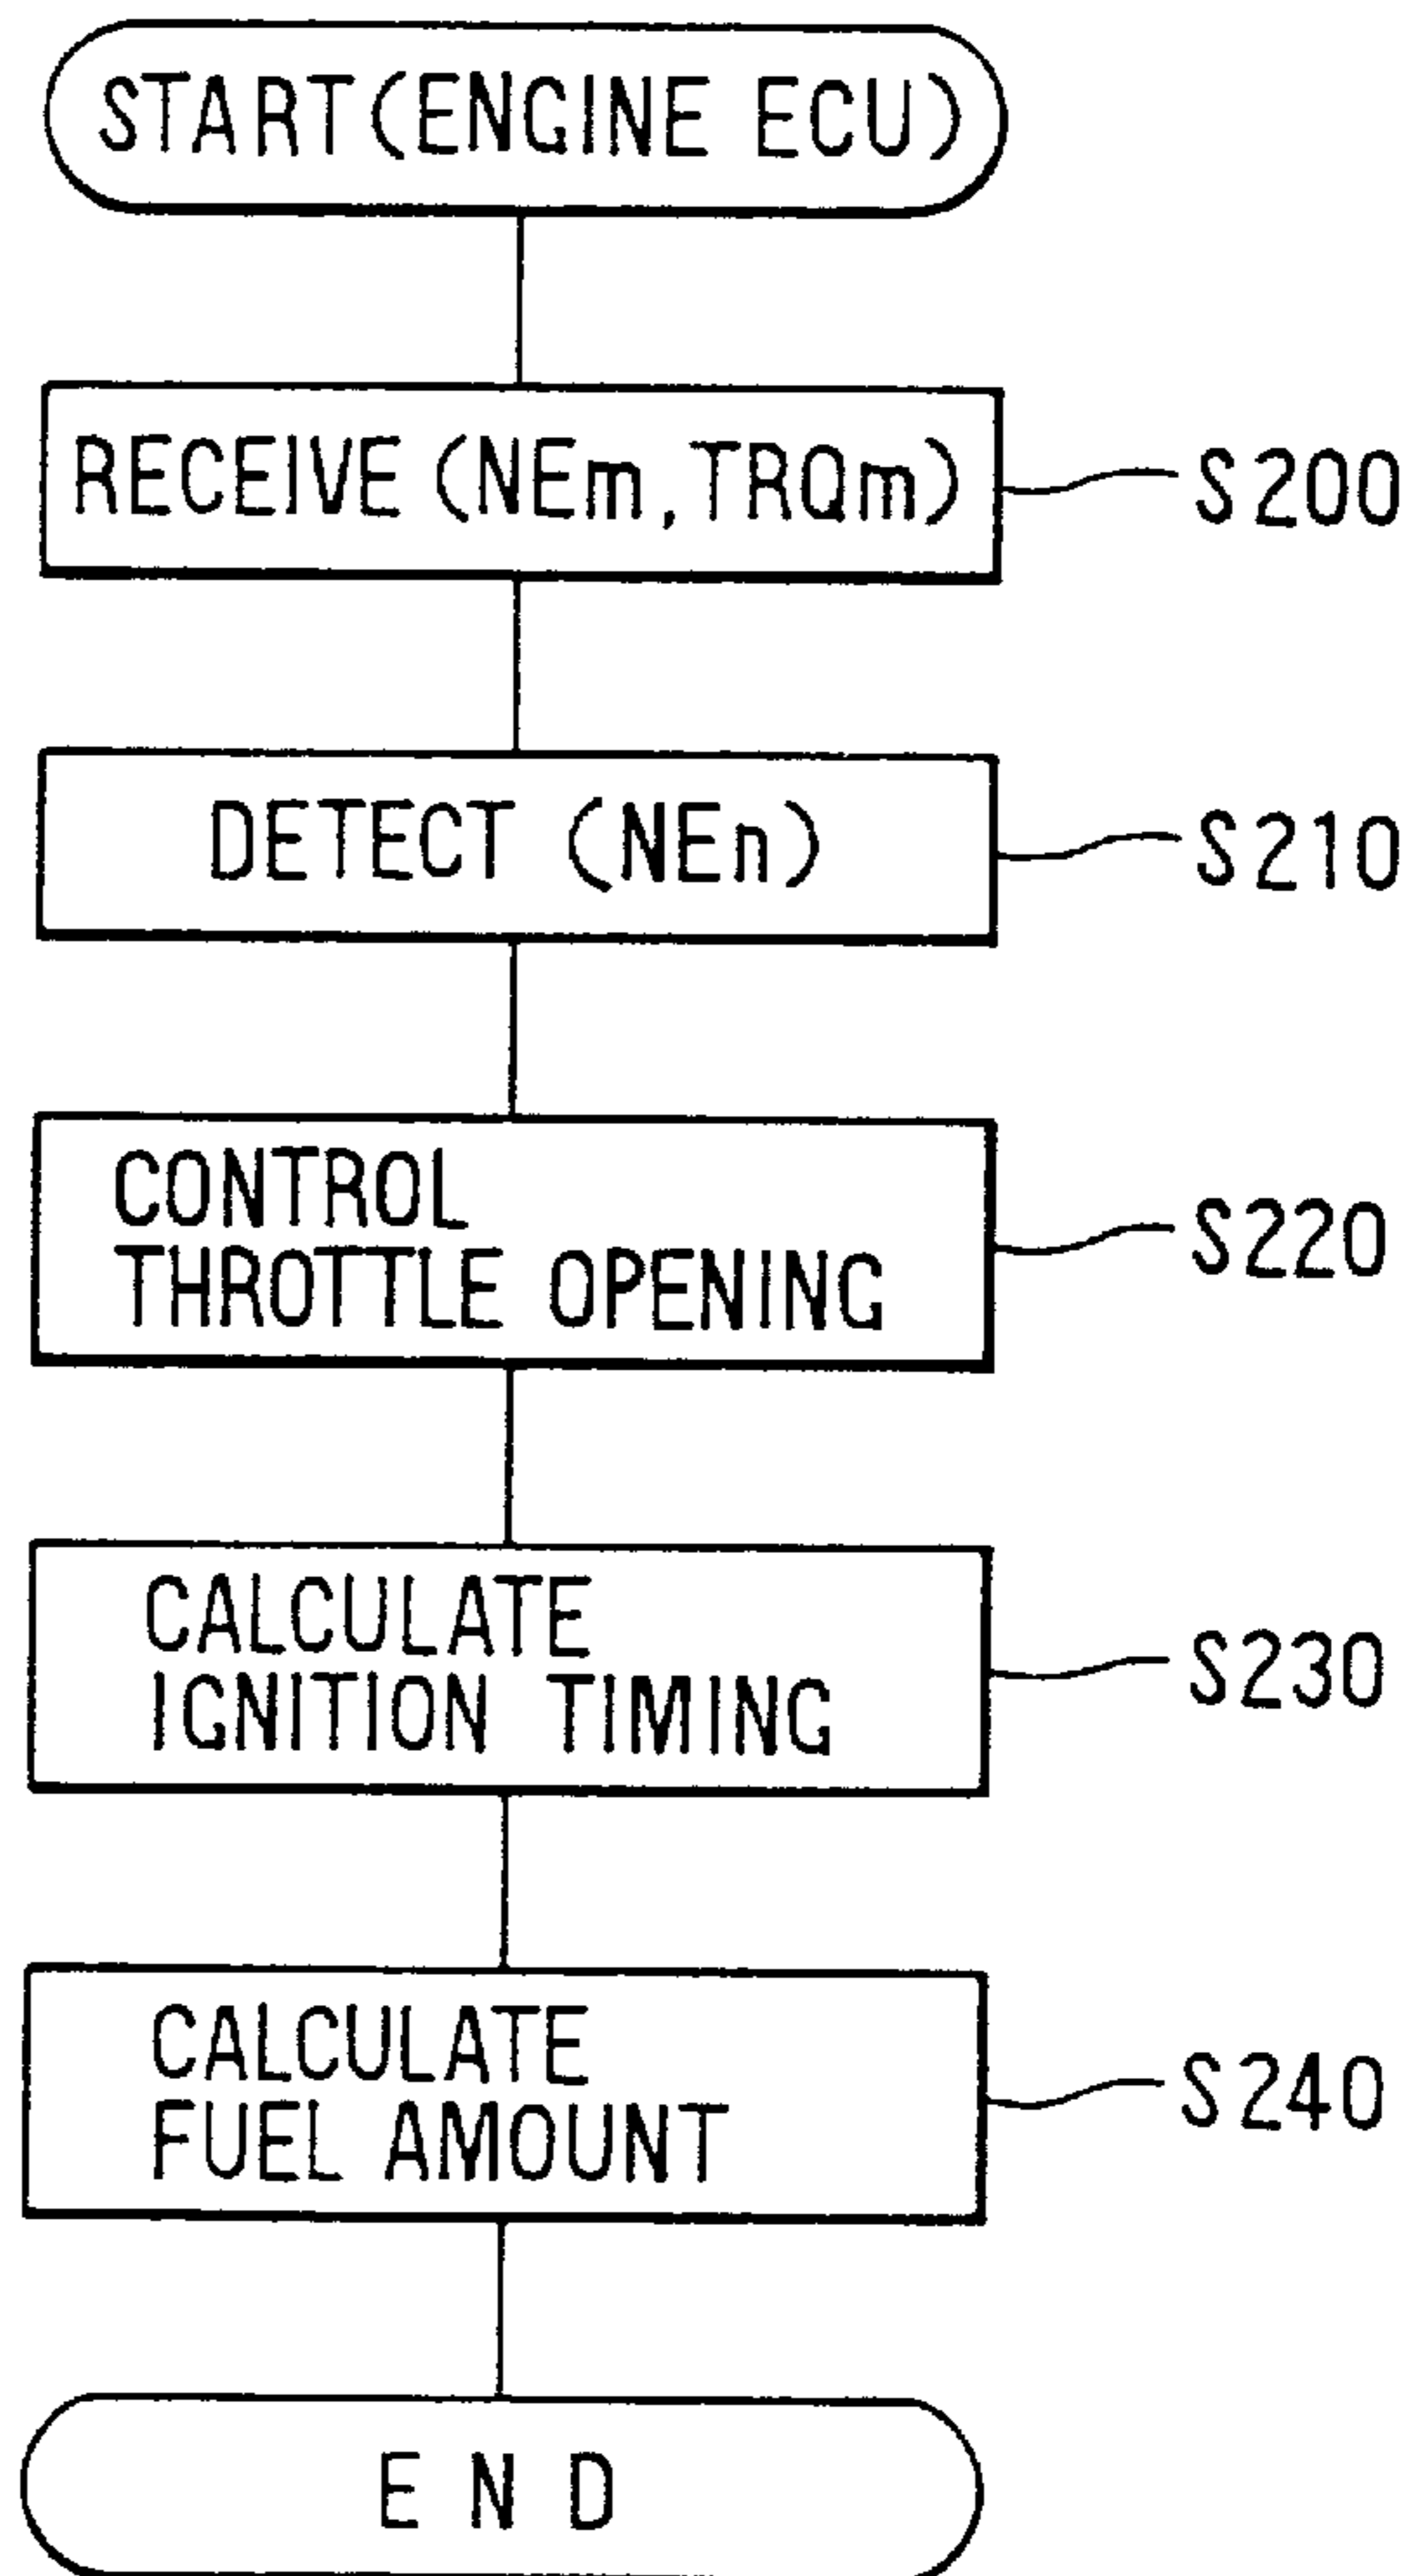 START(ENGINE ECU)
RECEIVE (NEm,TRQm)
S200
DETECT (NEn)
S210
CONTROL
THROTTLE OPENING
S220
CALCULATE
IGNITION TIMING
S230
CALCULATE
FUEL AMOUNT
S240
END